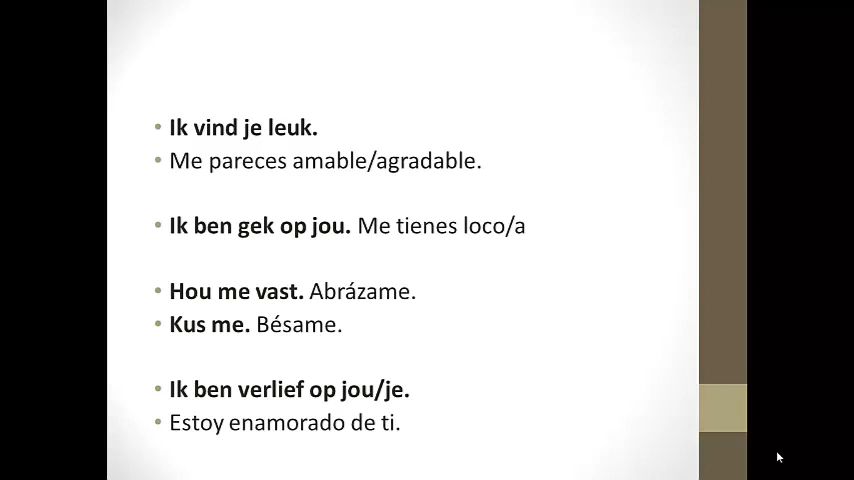 • Ik vind je leuk.
• Me pareces amable/agradable.
• Ik ben gek op jou. Me tienes loco/a
• Hou me vast. Abrázame.
• Kus me. Bésame.
• Ik ben verlief op jou/je.
• Estoy enamorado de ti.